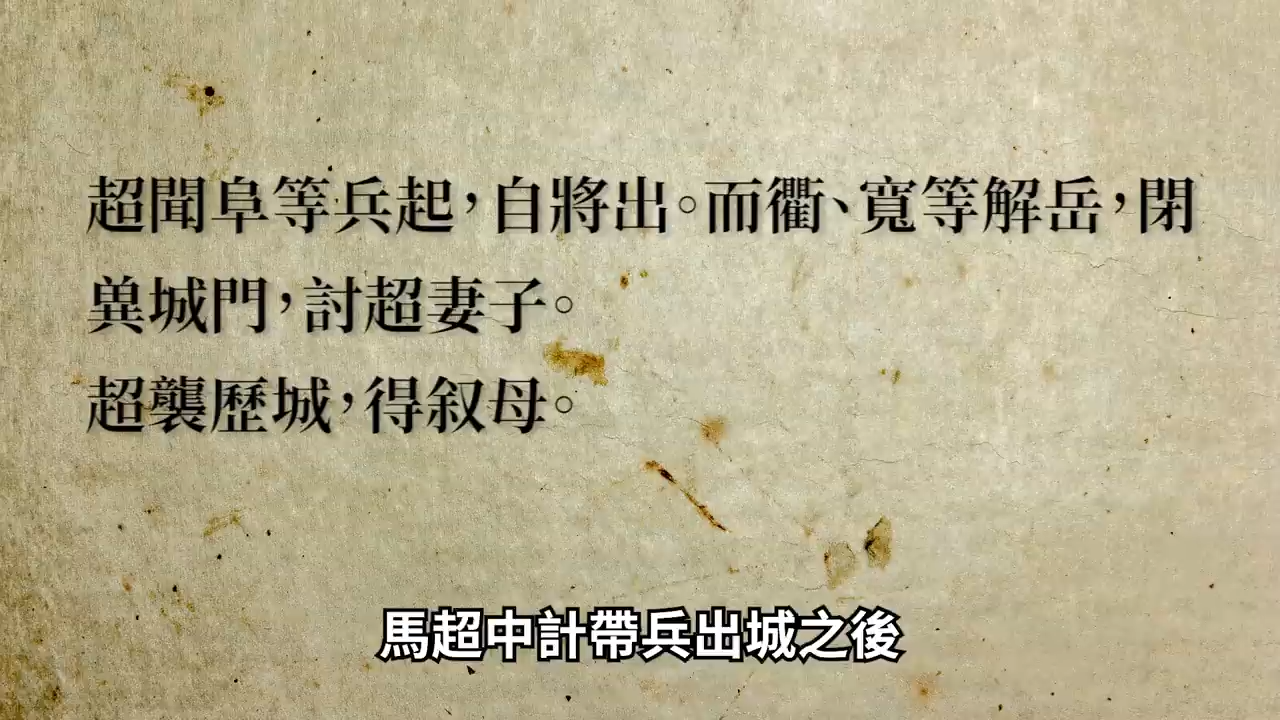 超聞阜等兵起，自將出。而衢、寬等解岳，閉
兾城門，討超妻子。
超襲歷城，得叙母。
馬超中計帶兵出城之後